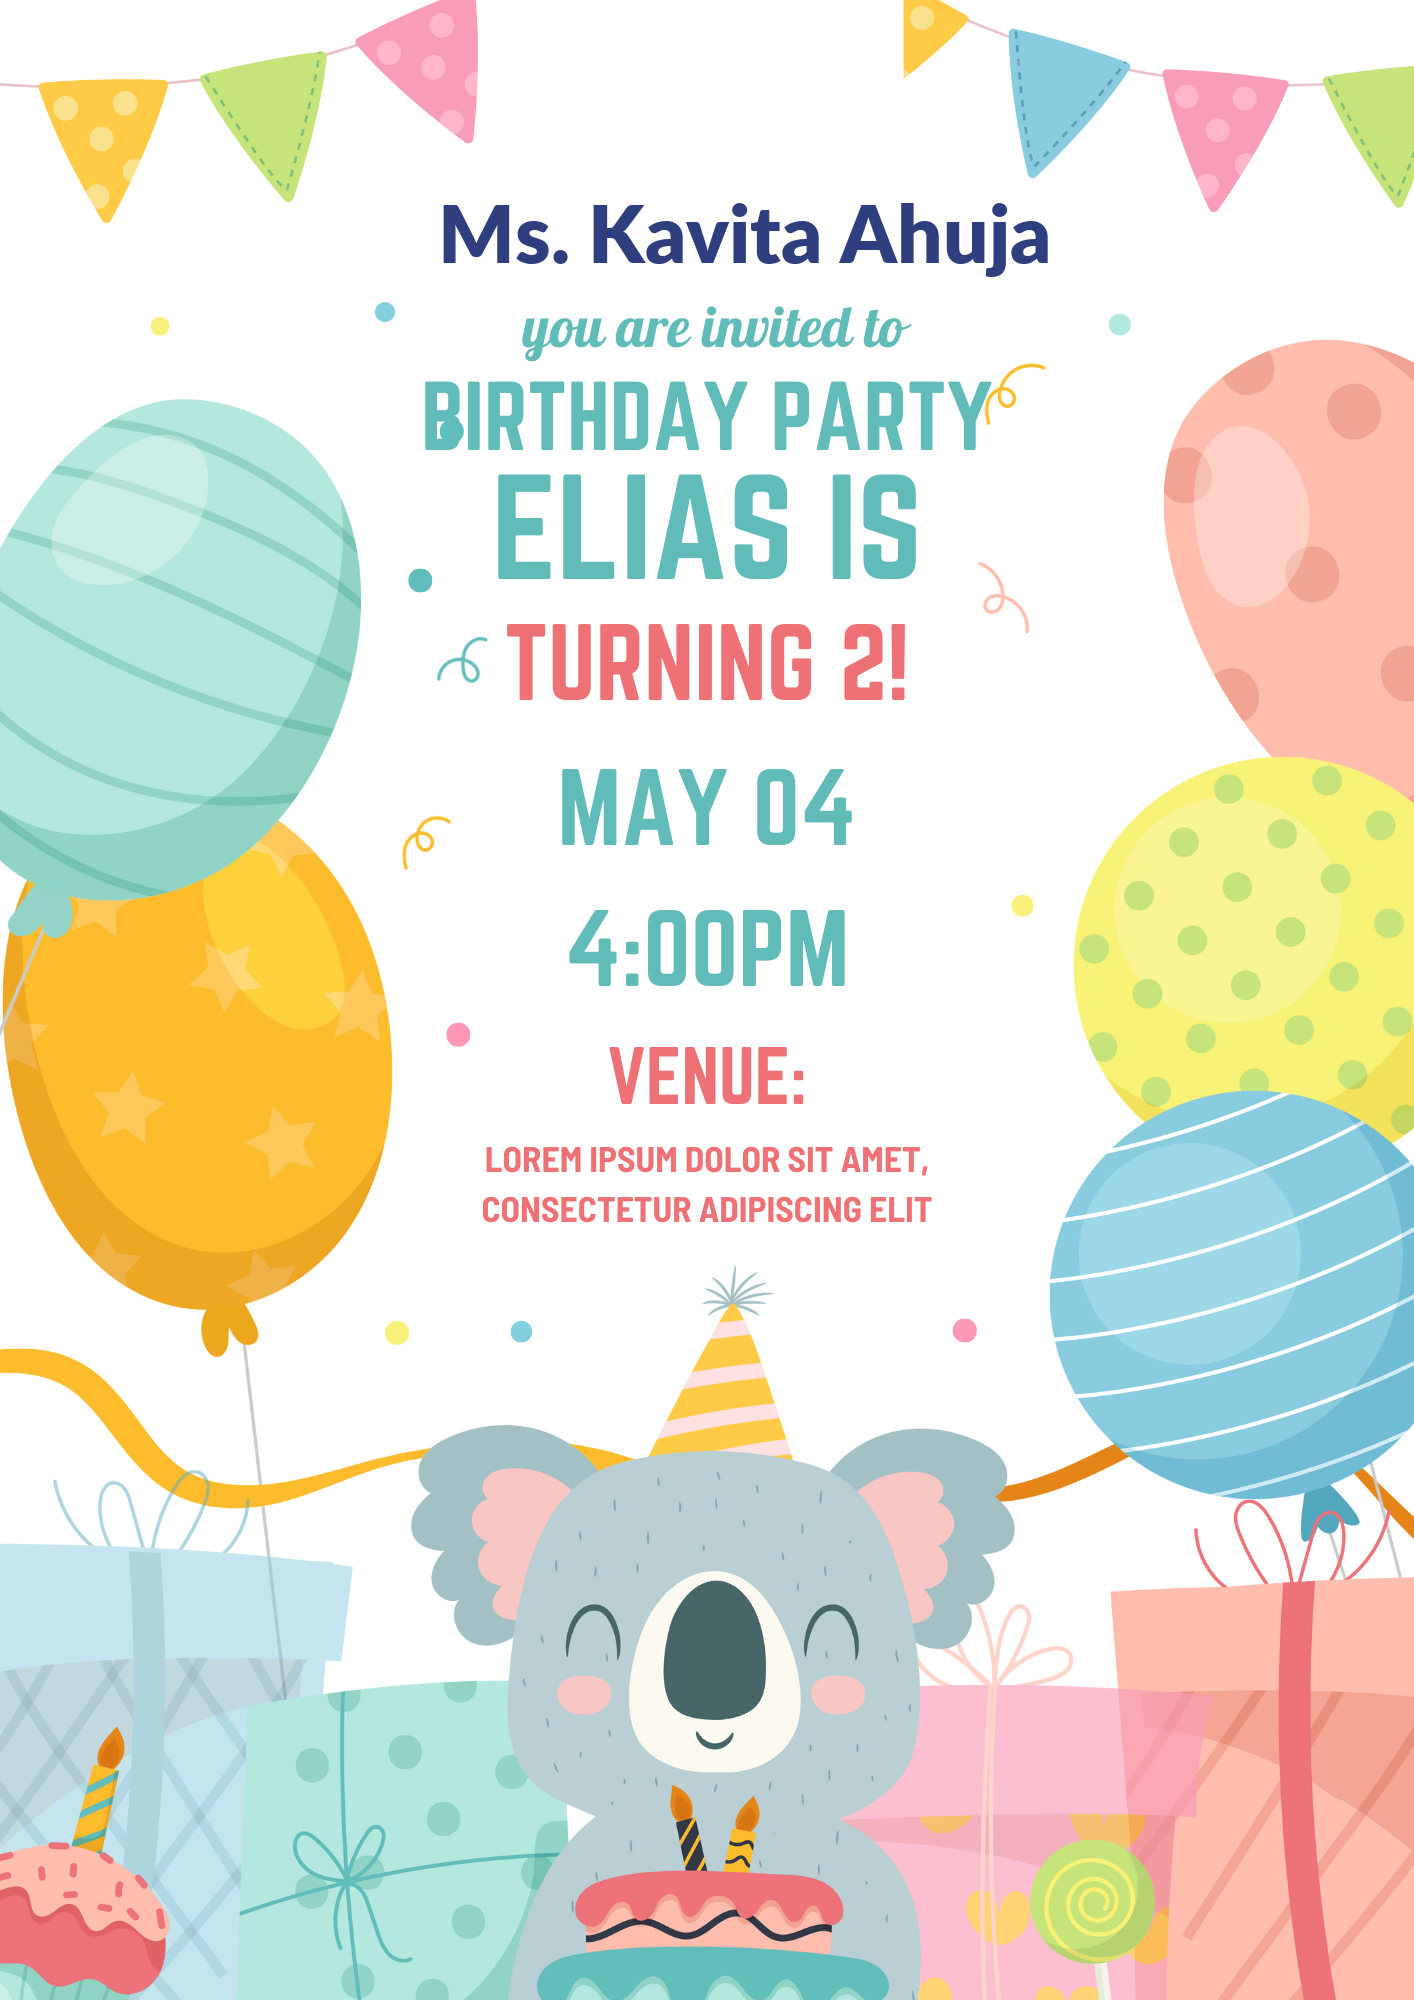 Ms. Kavita Ahuja
you are invited to
BIRTHDAY PARTY
ELIAS IS
TURNING 2!
MAY 04
4:00PM
VENUE:
LOREM IPSUM DOLOR SIT AMET,
CONSECTETUR ADIPISCING ELIT